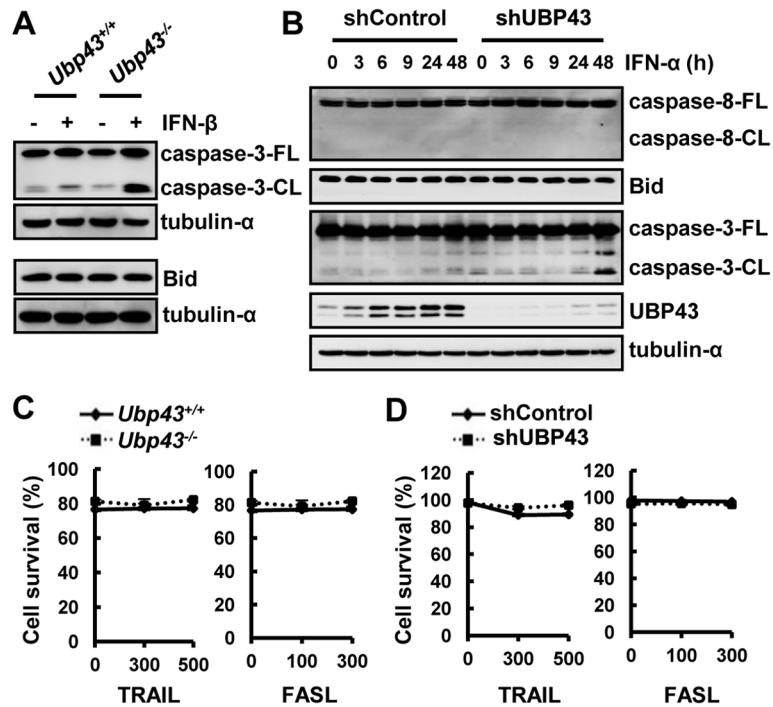 A
Ubp43+/+ Ubp43-/-
- + - + IFN-β
caspase-3-FL
caspase-3-CL
tubulin-α
Bid
tubulin-α
B
shControl shUBP43
0 3 6 9 24 48 0 3 6 9 24 48 IFN-α (h)
caspase-8-FL
caspase-8-CL
Bid
caspase-3-FL
caspase-3-CL
UBP43
tubulin-α
C
Ubp43+/+
Ubp43-/-
Cell survival (%)
100
80
60
40
20
0
0 300 500
TRAIL
100
80
60
40
20
0
0 100 300
FASL
D
shControl
shUBP43
Cell survival (%)
120
100
80
60
40
20
0
0 300 500
TRAIL
120
100
80
60
40
20
0
0 100 300
FASL